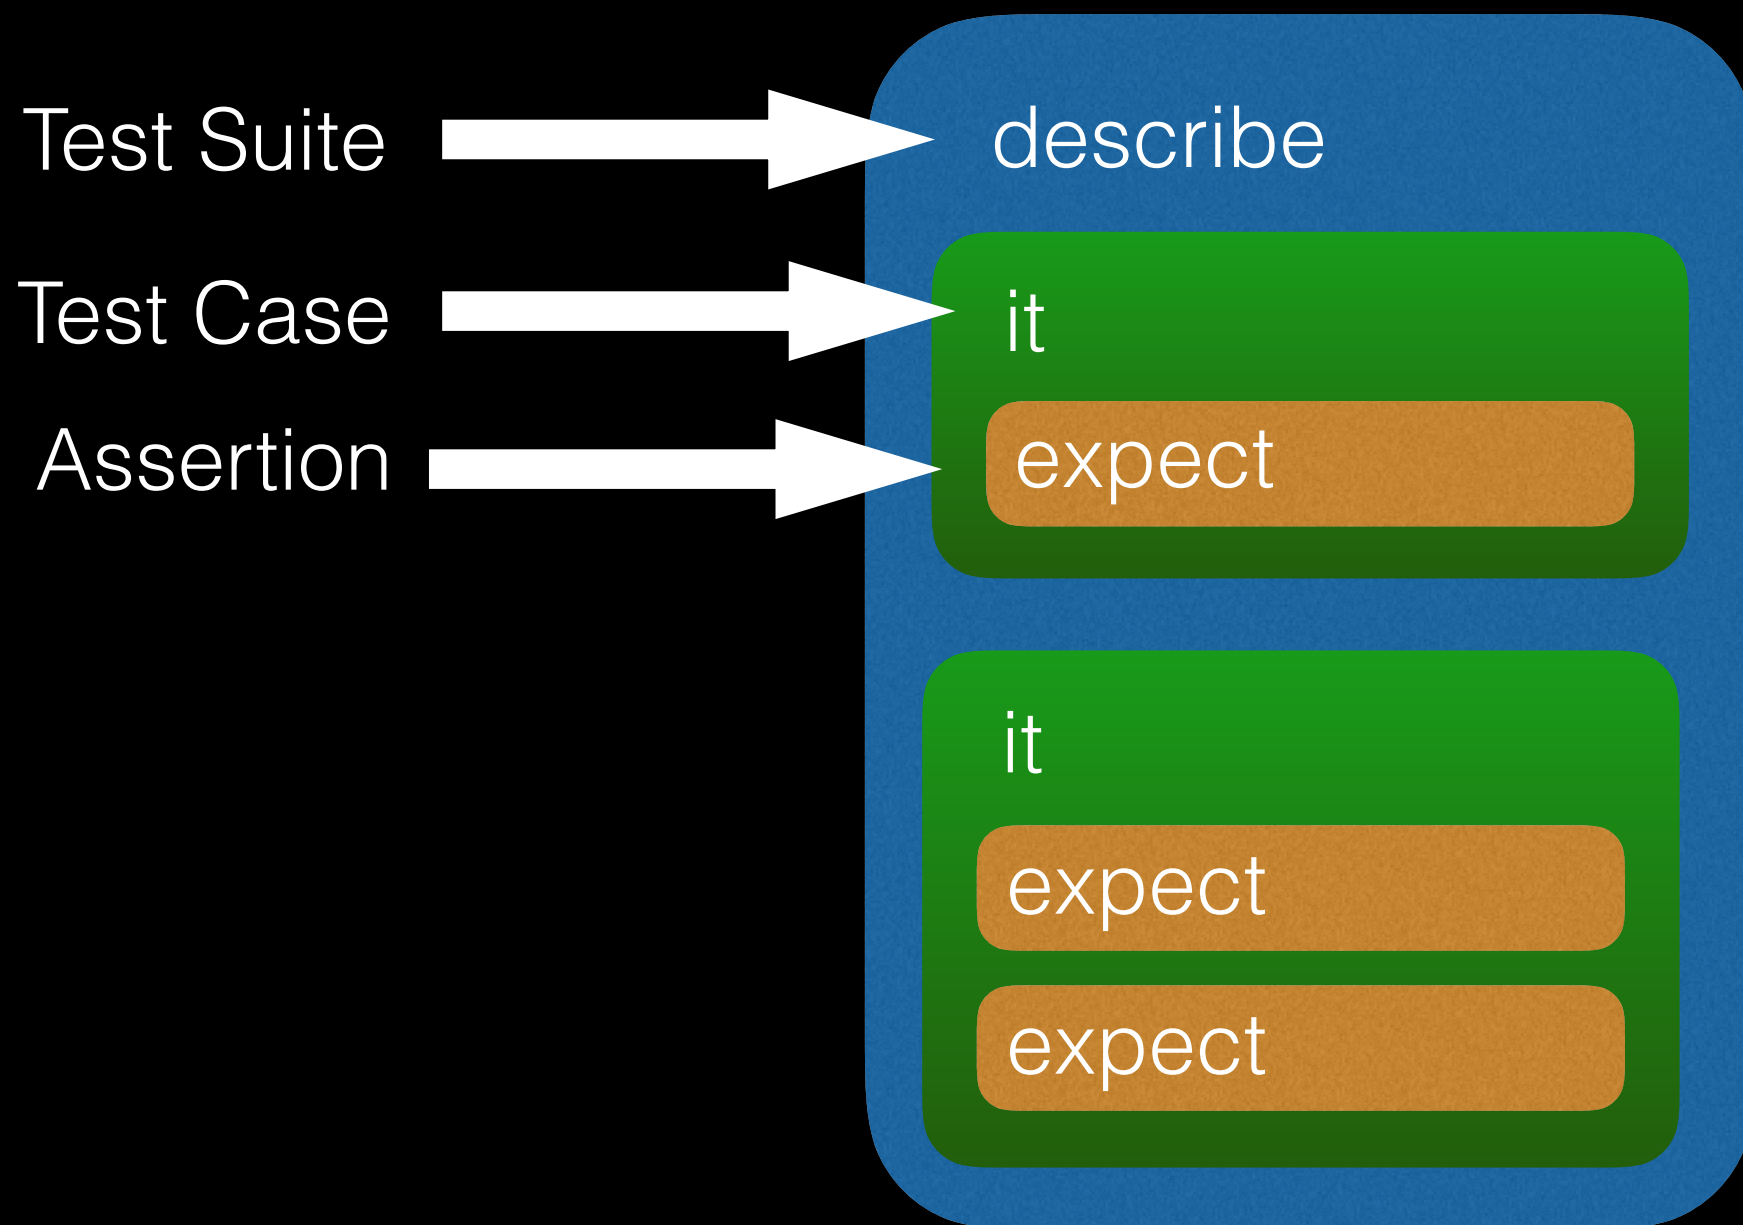 Test Suite
describe
Test Case
it
Assertion
expect
it
expect
expect